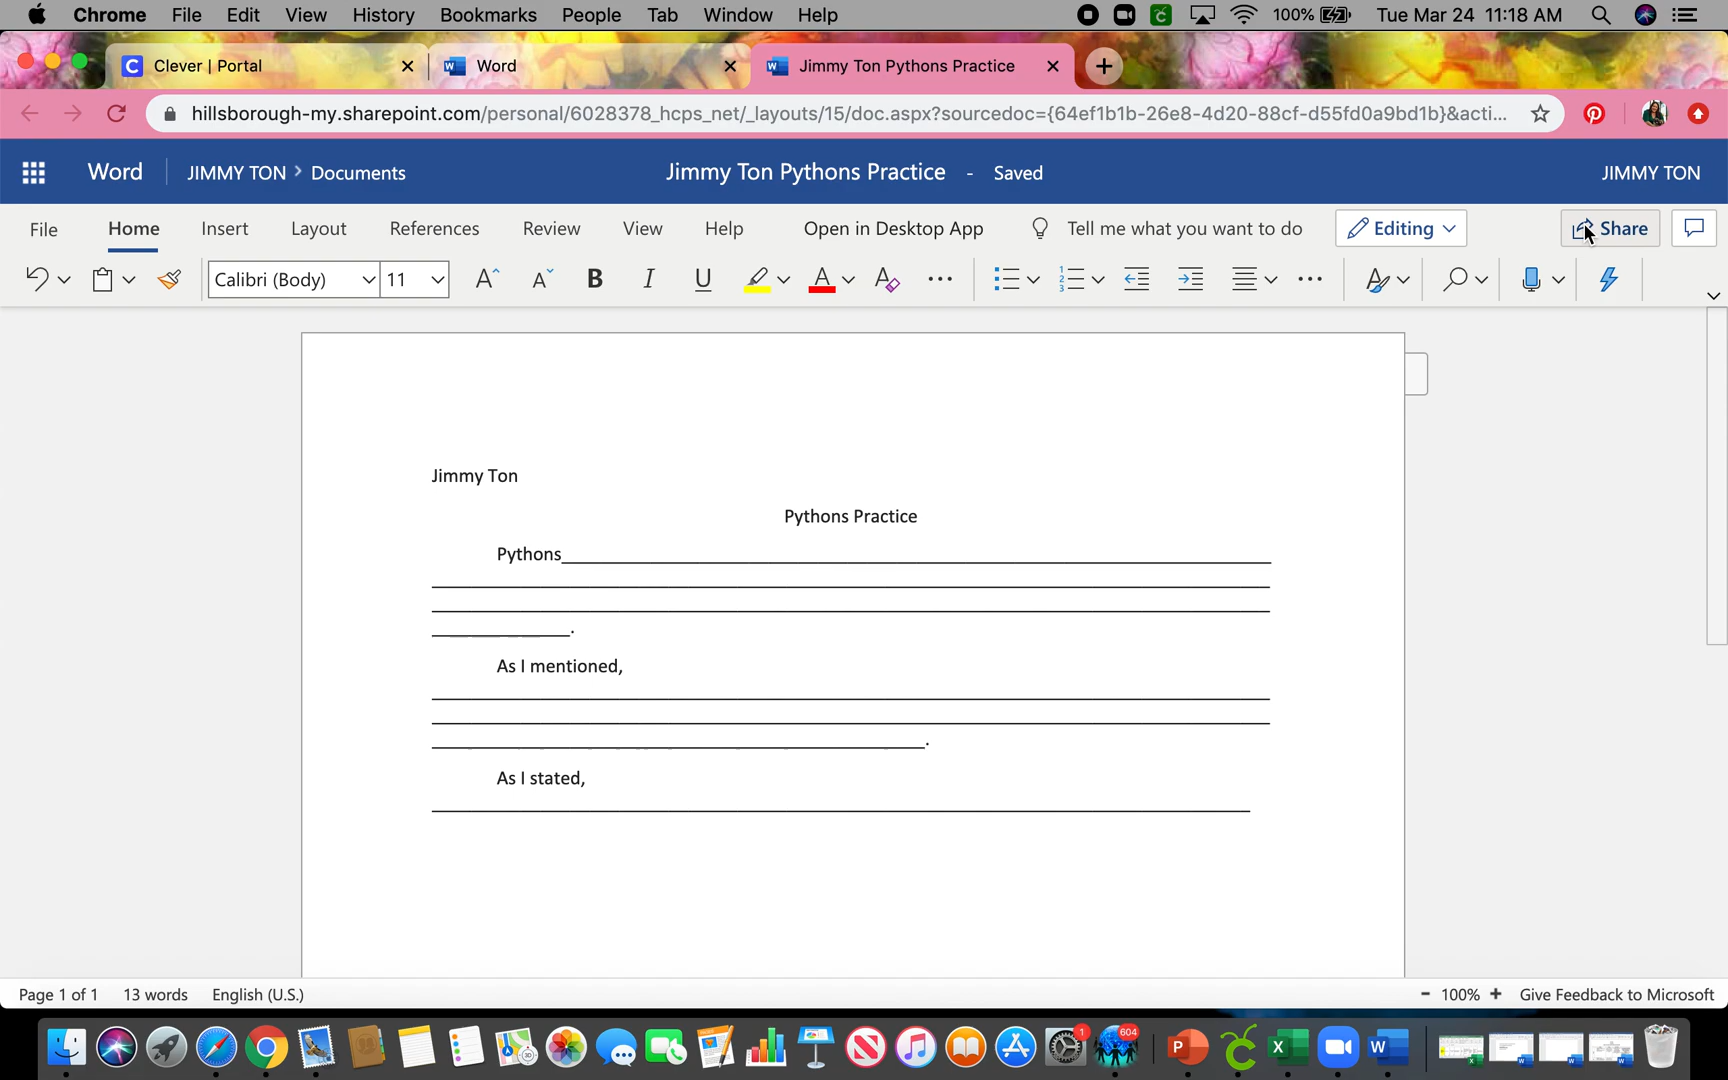 Chrome File Edit View History Bookmarks People Tab Window Help 100% Tue Mar 24 11:18 AM
Clever | Portal Word Jimmy Ton Pythons Practice
hillsborough-my.sharepoint.com/personal/6028378_hcps_net/_layouts/15/doc.aspx?sourcedoc={64ef1b1b-26e8-4d20-88cf-d55fd0a9bd1b}&acti...
Word JIMMY TON > Documents Jimmy Ton Pythons Practice - Saved JIMMY TON
File Home Insert Layout References Review View Help Open in Desktop App Tell me what you want to do Editing Share
Calibri (Body) 11 A A B I U A A
Jimmy Ton
Pythons Practice
Pythons
.
As I mentioned,
.
As I stated,
Page 1 of 1 13 words English (U.S.) - 100% + Give Feedback to Microsoft
1 604